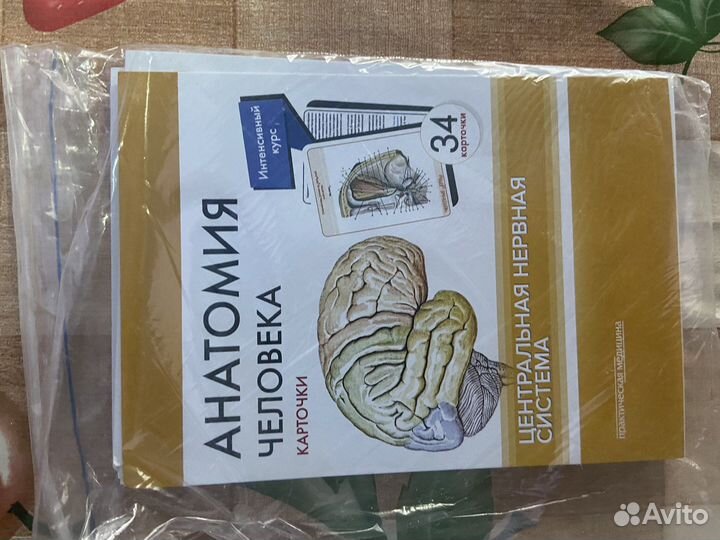 Интенсивный
курс
34
карточки
АНАТОМИЯ
ЧЕЛОВЕКА
КАРТОЧКИ
ЦЕНТРАЛЬНАЯ НЕРВНАЯ
СИСТЕМА
практическая медицина
Avito